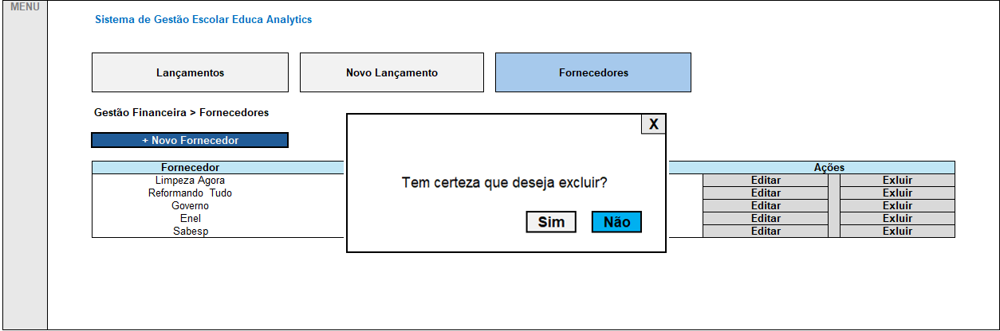 MENU
Sistema de Gestão Escolar Educa Analytics
Lançamentos Novo Lançamento Fornecedores
Gestão Financeira > Fornecedores
+ Novo Fornecedor
X
Tem certeza que deseja excluir?
Sim Não
Fornecedor Ações
Limpeza Agora Editar Exluir
Reformando Tudo Editar Exluir
Governo Editar Exluir
Enel Editar Exluir
Sabesp Editar Exluir